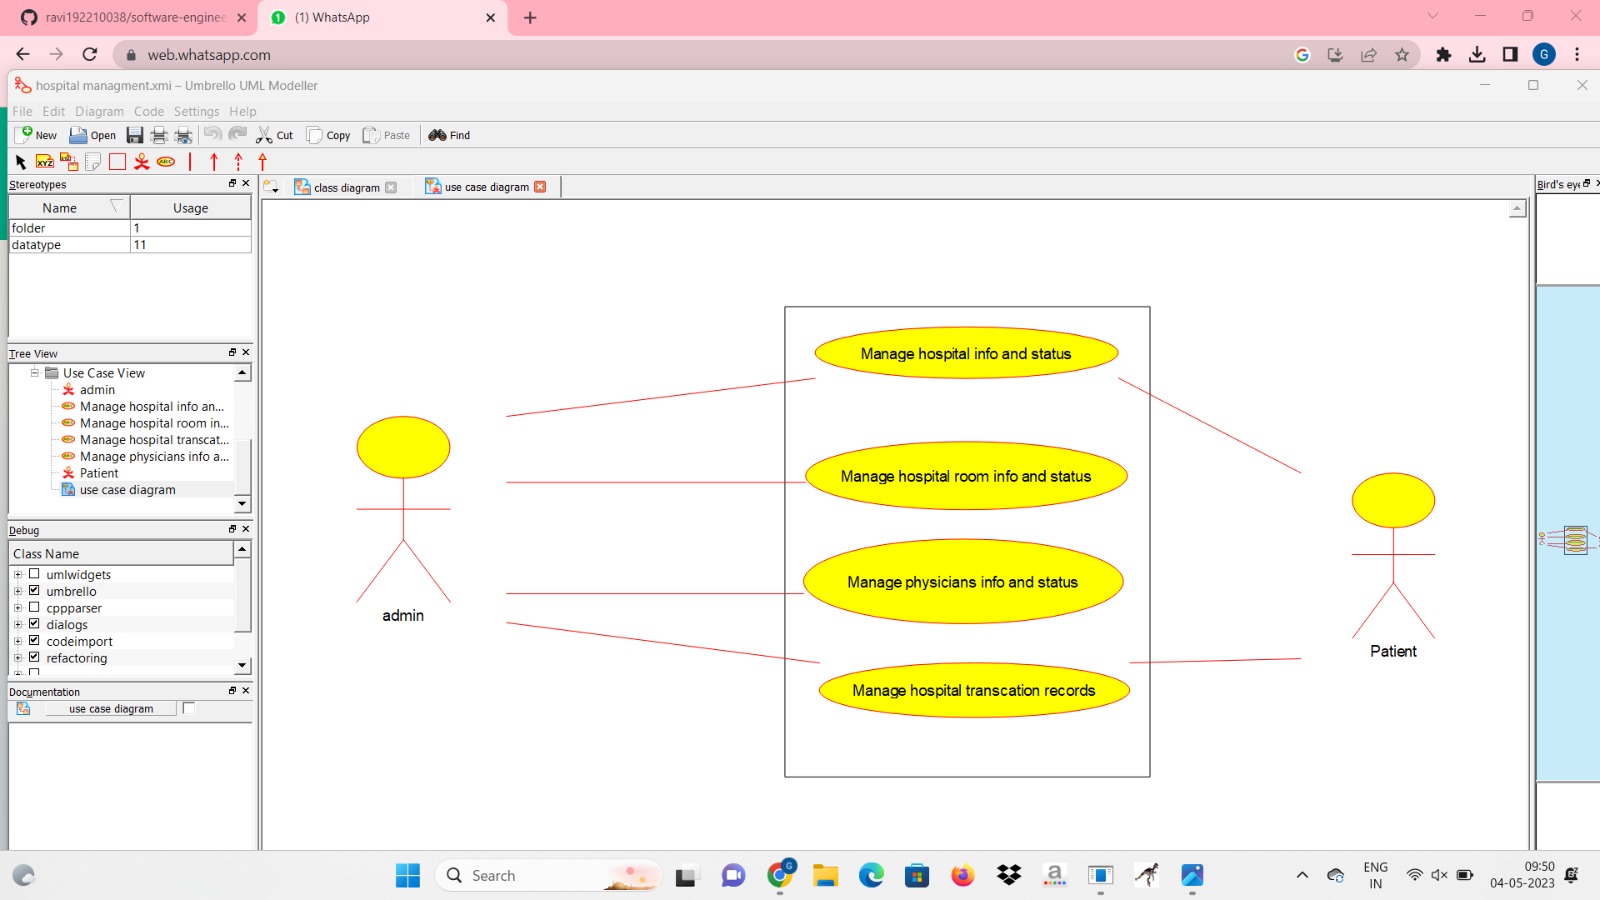 ravi192210038/software-enginee
(1) WhatsApp
web.whatsapp.com
G
hospital managment.xmi – Umbrello UML Modeller
File Edit Diagram Code Settings Help
New Open Cut Copy Paste Find
XYZ ABC
Stereotypes
Name Usage
folder 1
datatype 11
Tree View
Use Case View
admin
Manage hospital info an...
Manage hospital room in...
Manage hospital transcat...
Manage physicians info a...
Patient
use case diagram
Debug
Class Name
umlwidgets
umbrello
cppparser
dialogs
codeimport
refactoring
Documentation
use case diagram
class diagram
use case diagram
Manage hospital info and status
Manage hospital room info and status
Manage physicians info and status
Manage hospital transcation records
admin
Patient
Bird's eye
Search
G
a
ENG
IN
09:50
04-05-2023